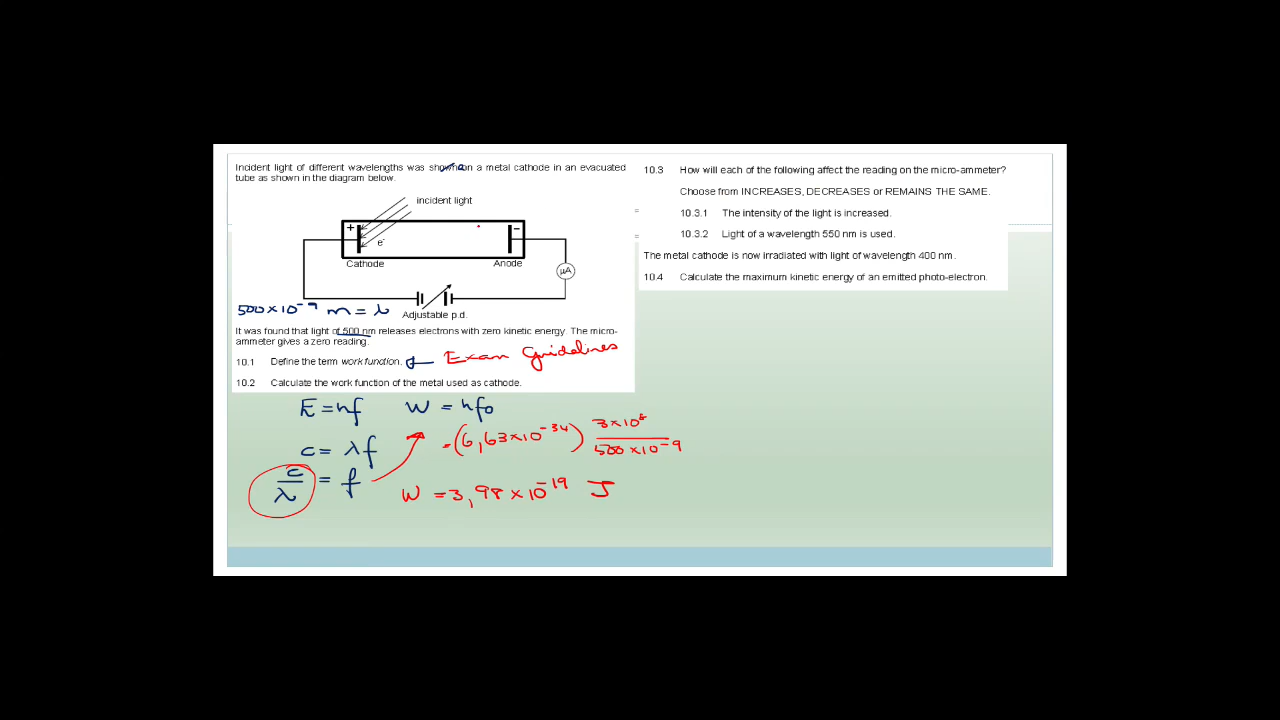 Incident light of different wavelengths was shown on a metal cathode in an evacuated
tube as shown in the diagram below.
incident light
+
-
e-
Cathode
Anode
μA
Adjustable p.d.
500 × 10⁻⁹ m = λ
It was found that light of 500 nm releases electrons with zero kinetic energy. The micro-
ammeter gives a zero reading.
10.1 Define the term work function.
Exam Guidelines
10.2 Calculate the work function of the metal used as cathode.
E = hf W = hf₀
c = λf
= (6,63×10⁻³⁴) 3×10⁸
500×10⁻⁹
c/λ = f
W = 3,98 × 10⁻¹⁹ J
10.3 How will each of the following affect the reading on the micro-ammeter?
Choose from INCREASES, DECREASES or REMAINS THE SAME.
10.3.1 The intensity of the light is increased.
10.3.2 Light of a wavelength 550 nm is used.
The metal cathode is now irradiated with light of wavelength 400 nm.
10.4 Calculate the maximum kinetic energy of an emitted photo-electron.